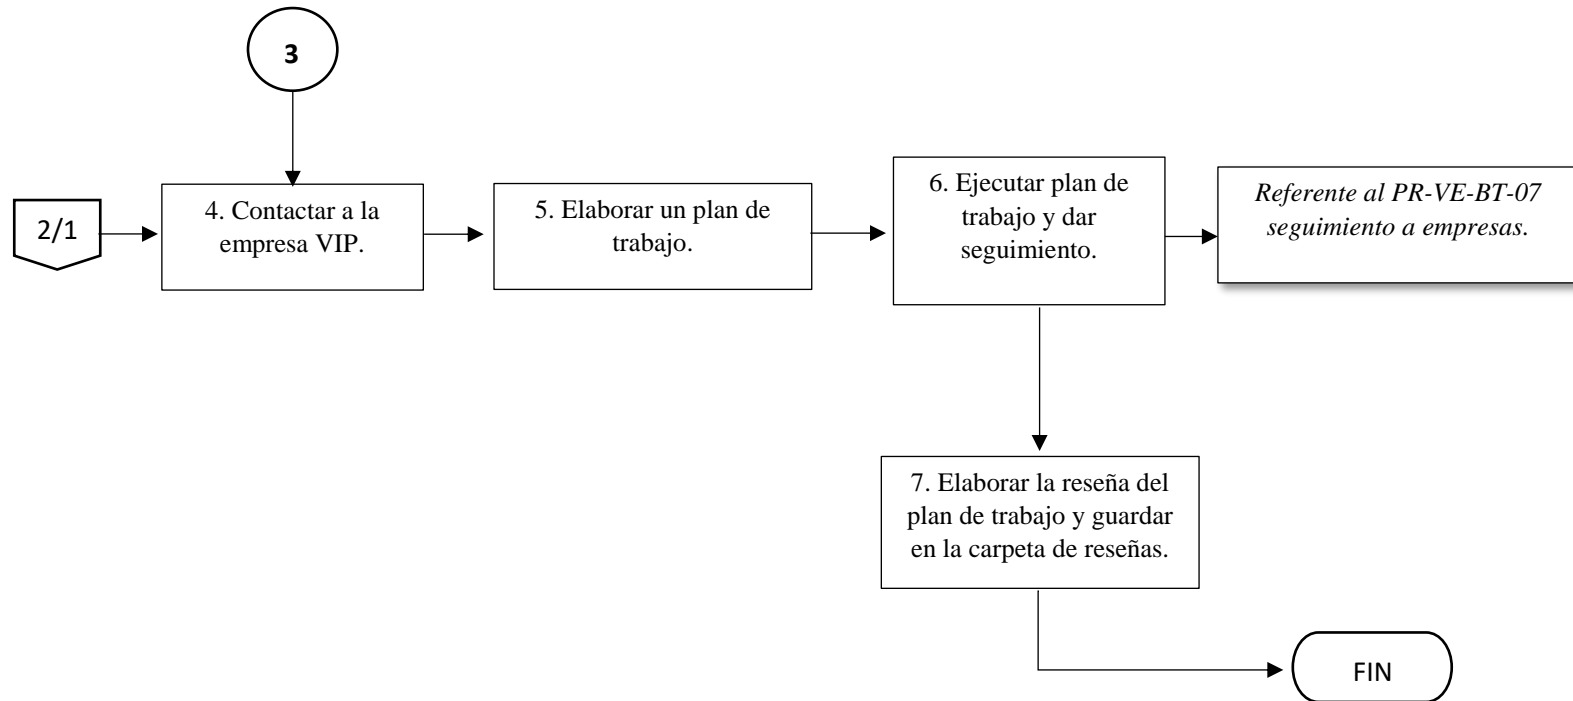 3
2/1
4. Contactar a la
empresa VIP.
5. Elaborar un plan de
trabajo.
6. Ejecutar plan de
trabajo y dar
seguimiento.
Referente al PR-VE-BT-07
seguimiento a empresas.
7. Elaborar la reseña del
plan de trabajo y guardar
en la carpeta de reseñas.
FIN